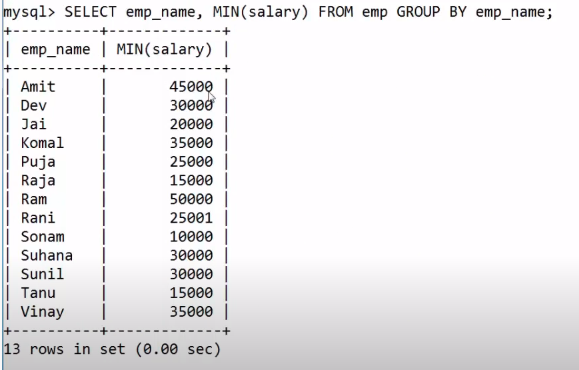 mysql> SELECT emp_name, MIN(salary) FROM emp GROUP BY emp_name;
+----------+-------------+
| emp_name | MIN(salary) |
+----------+-------------+
| Amit     |       45000 |
| Dev      |       30000 |
| Jai      |       20000 |
| Komal    |       35000 |
| Puja     |       25000 |
| Raja     |       15000 |
| Ram      |       50000 |
| Rani     |       25001 |
| Sonam    |       10000 |
| Suhana   |       30000 |
| Sunil    |       30000 |
| Tanu     |       15000 |
| Vinay    |       35000 |
+----------+-------------+
13 rows in set (0.00 sec)